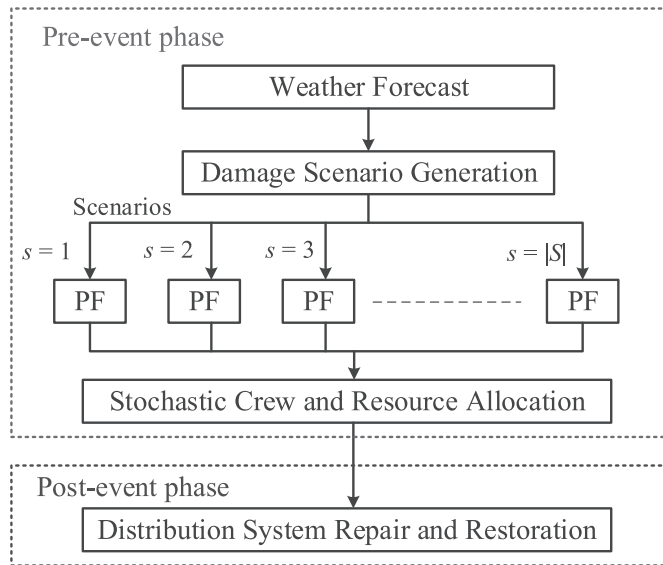 Pre-event phase
Weather Forecast
Damage Scenario Generation
Scenarios
s = 1
s = 2
s = 3
s = |S|
PF
PF
PF
PF
Stochastic Crew and Resource Allocation
Post-event phase
Distribution System Repair and Restoration